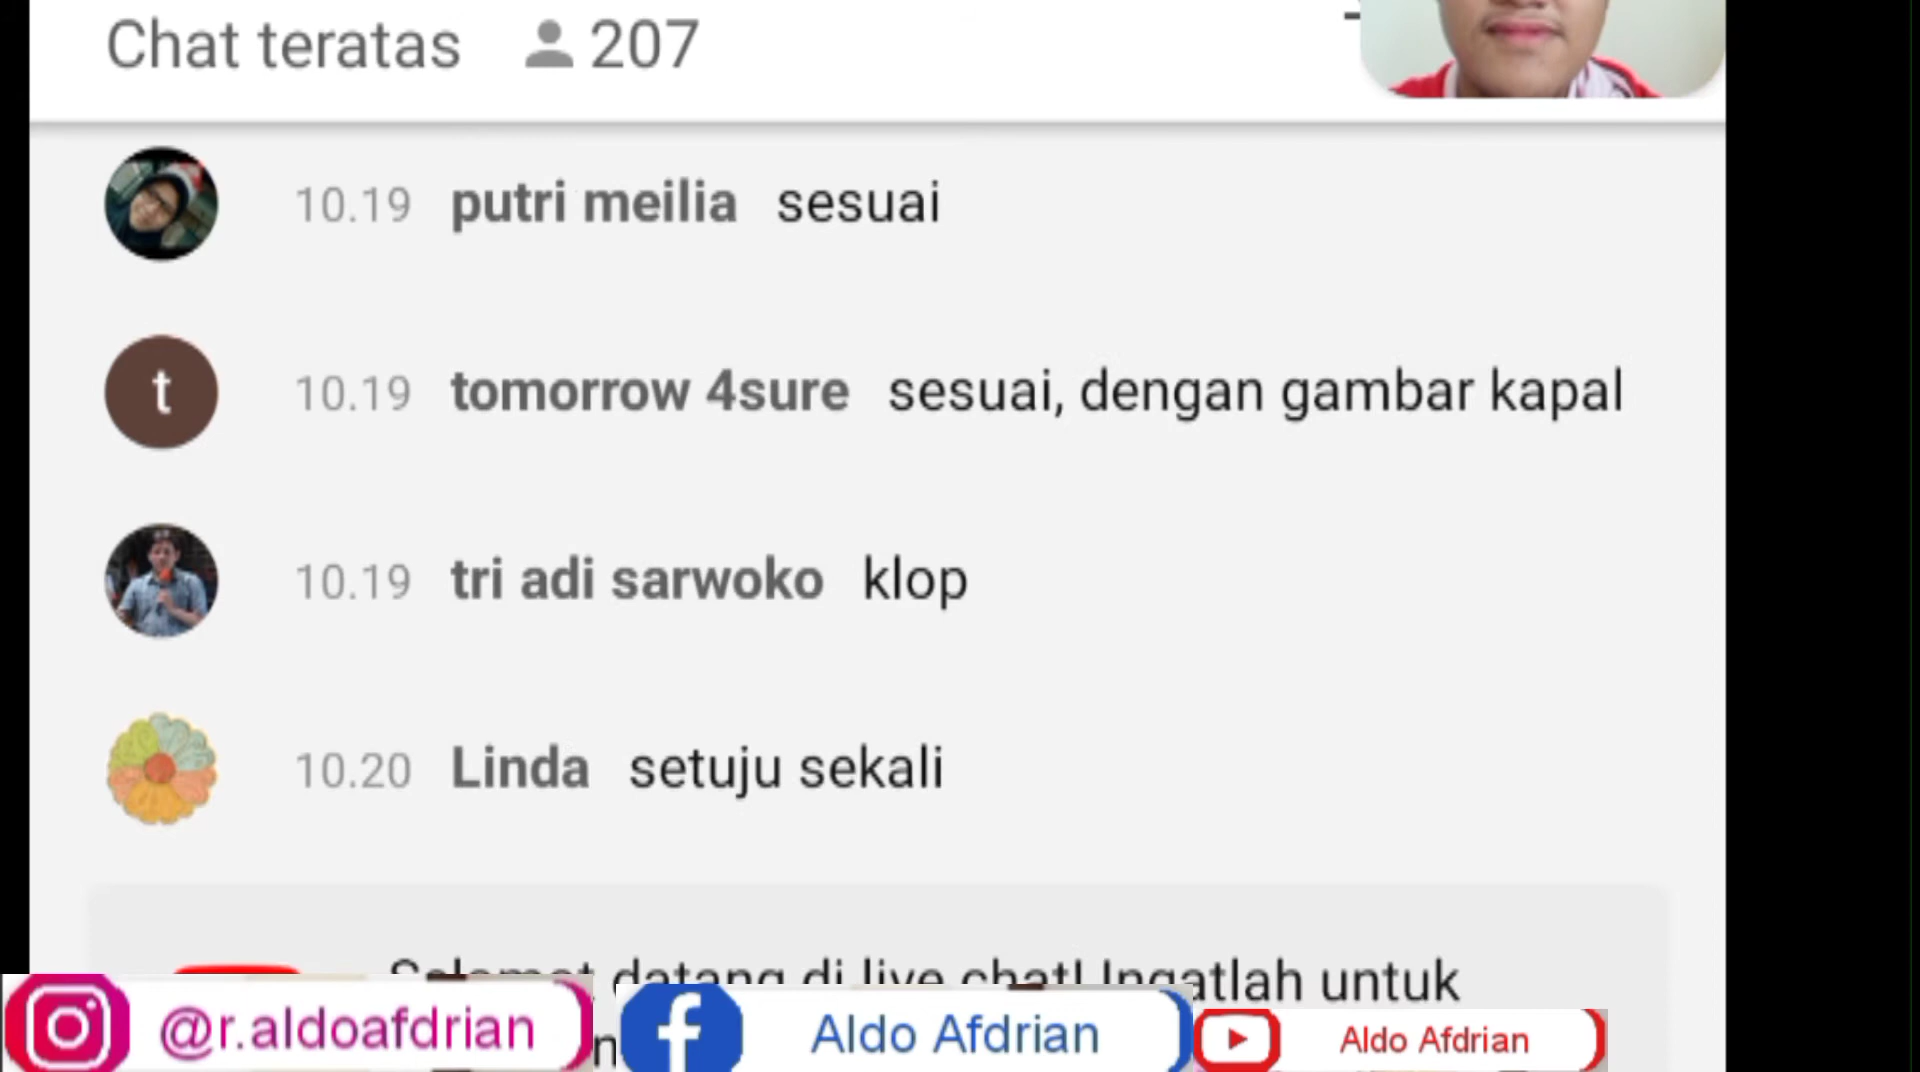 Chat teratas 207
10.19 putri meilia sesuai
t 10.19 tomorrow 4sure sesuai, dengan gambar kapal
10.19 tri adi sarwoko klop
10.20 Linda setuju sekali
Selamat datang di live chat! Ingatlah untuk
@r.aldoafdrian Aldo Afdrian Aldo Afdrian